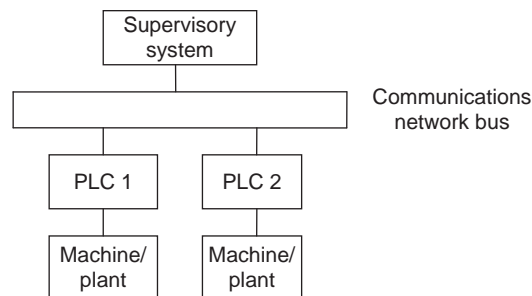 Supervisory
system
Communications
network bus
PLC 1
PLC 2
Machine/
plant
Machine/
plant